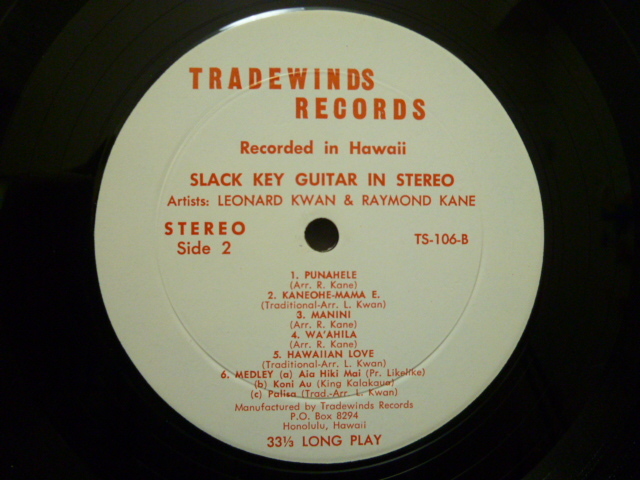 TRADEWINDS
RECORDS
Recorded in Hawaii
SLACK KEY GUITAR IN STEREO
Artists: LEONARD KWAN & RAYMOND KANE
STEREO
Side 2
TS-106-B
1. PUNAHELE
(Arr. R. Kane)
2. KANEOHE-MAMA E.
(Traditional-Arr. L. Kwan)
3. MANINI
(Arr. R. Kane)
4. WA'AHILA
(Arr. R. Kane)
5. HAWAIIAN LOVE
(Traditional-Arr. L. Kwan)
6. MEDLEY (a) Aia Hiki Mai (Pr. Likelike)
(b) Koni Au (King Kalakaua)
(c) Palisa (Trad.-Arr. L. Kwan)
Manufactured by Tradewinds Records
P.O. Box 8294
Honolulu, Hawaii
33⅓ LONG PLAY